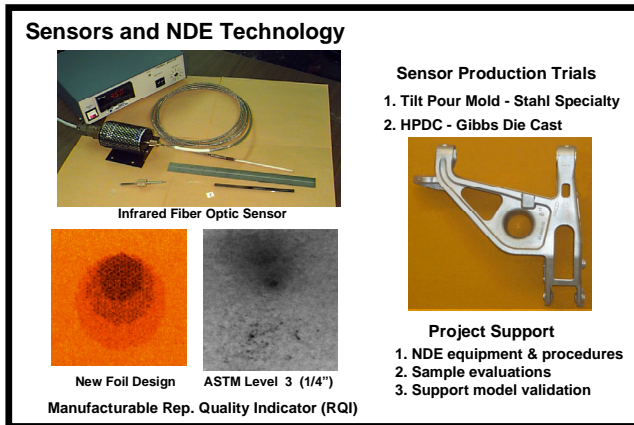 Sensors and NDE Technology
Infrared Fiber Optic Sensor
New Foil Design
ASTM Level 3 (1/4”)
Manufacturable Rep. Quality Indicator (RQI)
Sensor Production Trials
1. Tilt Pour Mold - Stahl Specialty
2. HPDC - Gibbs Die Cast
Project Support
1. NDE equipment & procedures
2. Sample evaluations
3. Support model validation